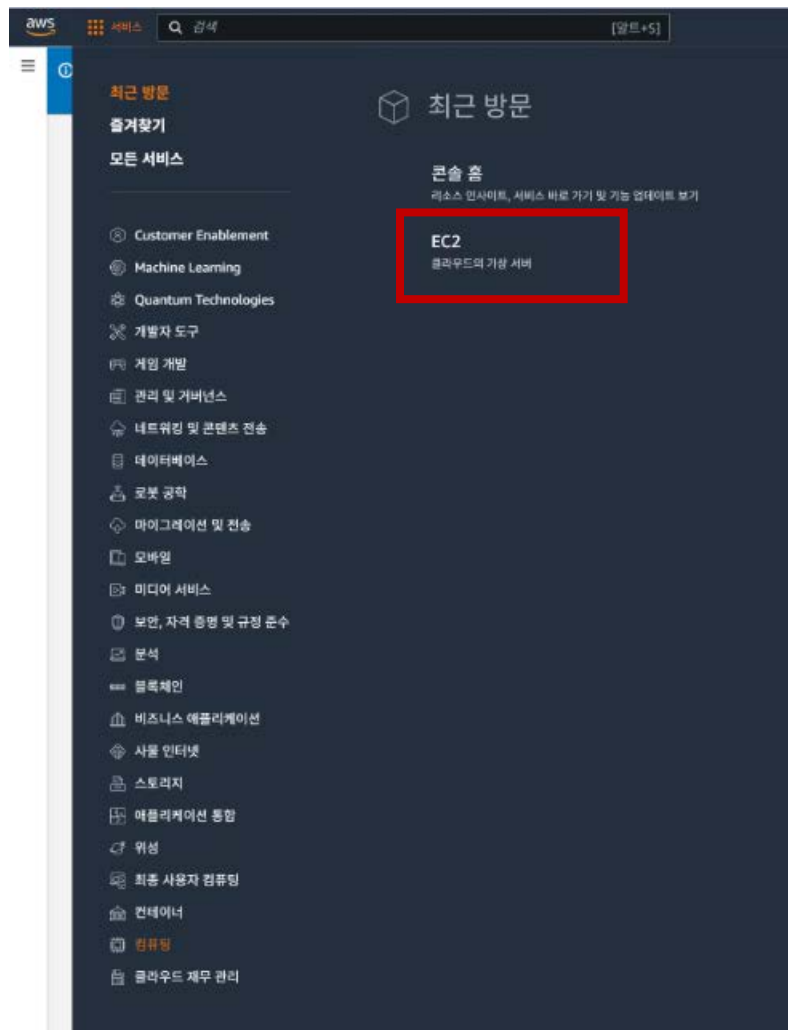 aws
서비스
검색
[알트+S]
최근 방문
즐겨찾기
모든 서비스
최근 방문
콘솔 홈
리소스 인사이트, 서비스 바로 가기 및 기능 업데이트 보기
EC2
클라우드의 가상 서버
Customer Enablement
Machine Learning
Quantum Technologies
개발자 도구
게임 개발
관리 및 거버넌스
네트워킹 및 콘텐츠 전송
데이터베이스
로봇 공학
마이그레이션 및 전송
모바일
미디어 서비스
보안, 자격 증명 및 규정 준수
분석
블록체인
비즈니스 애플리케이션
사물 인터넷
스토리지
애플리케이션 통합
위성
최종 사용자 컴퓨팅
컨테이너
컴퓨팅
클라우드 재무 관리